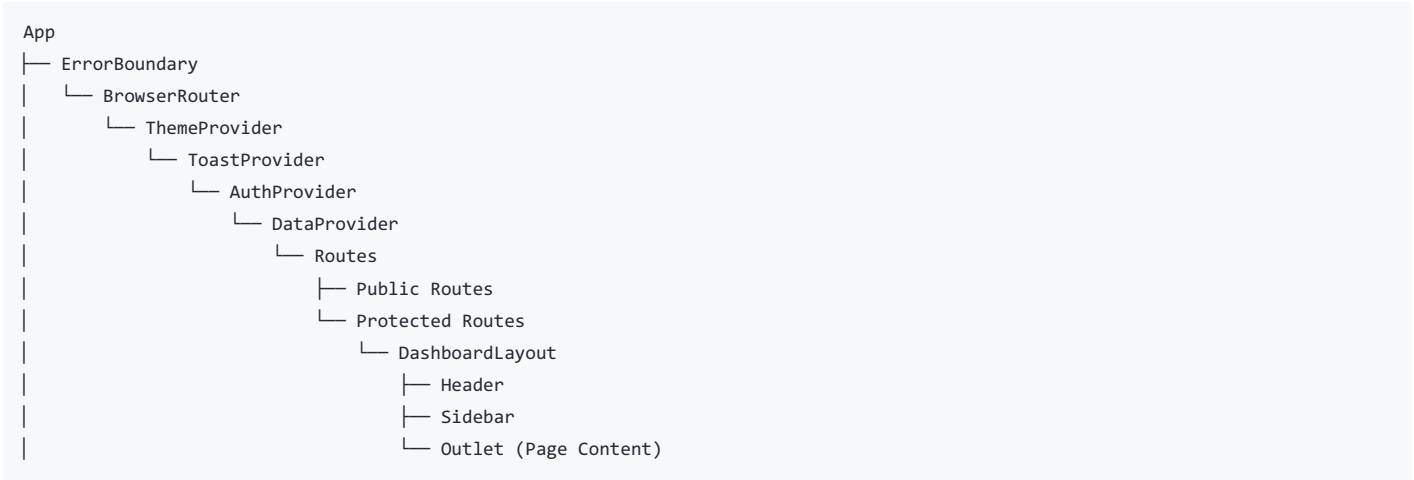 App
├── ErrorBoundary
│   └── BrowserRouter
│       └── ThemeProvider
│           └── ToastProvider
│               └── AuthProvider
│                   └── DataProvider
│                       └── Routes
│                           ├── Public Routes
│                           └── Protected Routes
│                               └── DashboardLayout
│                                   ├── Header
│                                   ├── Sidebar
│                                   └── Outlet (Page Content)